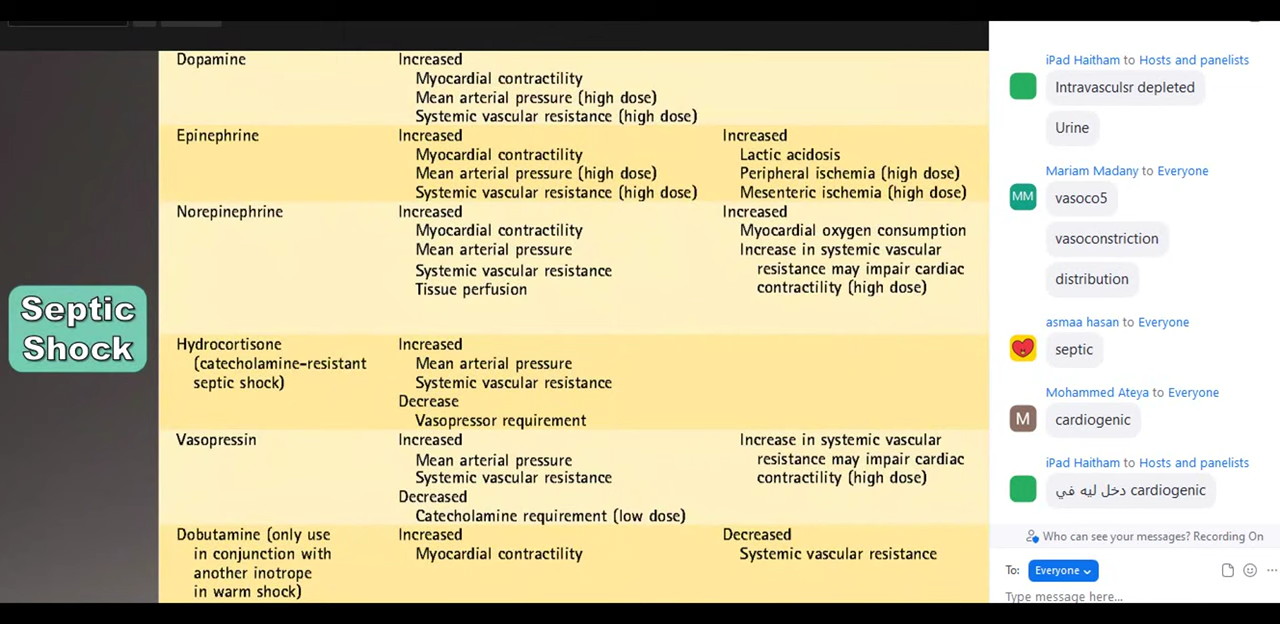 Septic
Shock
Dopamine
Increased
Myocardial contractility
Mean arterial pressure (high dose)
Systemic vascular resistance (high dose)
Epinephrine
Increased
Myocardial contractility
Mean arterial pressure (high dose)
Systemic vascular resistance (high dose)
Increased
Lactic acidosis
Peripheral ischemia (high dose)
Mesenteric ischemia (high dose)
Norepinephrine
Increased
Myocardial contractility
Mean arterial pressure
Systemic vascular resistance
Tissue perfusion
Increased
Myocardial oxygen consumption
Increase in systemic vascular
resistance may impair cardiac
contractility (high dose)
Hydrocortisone
(catecholamine-resistant
septic shock)
Increased
Mean arterial pressure
Systemic vascular resistance
Decrease
Vasopressor requirement
Vasopressin
Increased
Mean arterial pressure
Systemic vascular resistance
Decreased
Catecholamine requirement (low dose)
Increase in systemic vascular
resistance may impair cardiac
contractility (high dose)
Dobutamine (only use
in conjunction with
another inotrope
in warm shock)
Increased
Myocardial contractility
Decreased
Systemic vascular resistance
iPad Haitham to Hosts and panelists
Intravasculsr depleted
Urine
Mariam Madany to Everyone
MM
vasoco5
vasoconstriction
distribution
asmaa hasan to Everyone
septic
Mohammed Ateya to Everyone
M
cardiogenic
iPad Haitham to Hosts and panelists
دخل ليه في cardiogenic
Who can see your messages? Recording On
To: Everyone
Type message here...